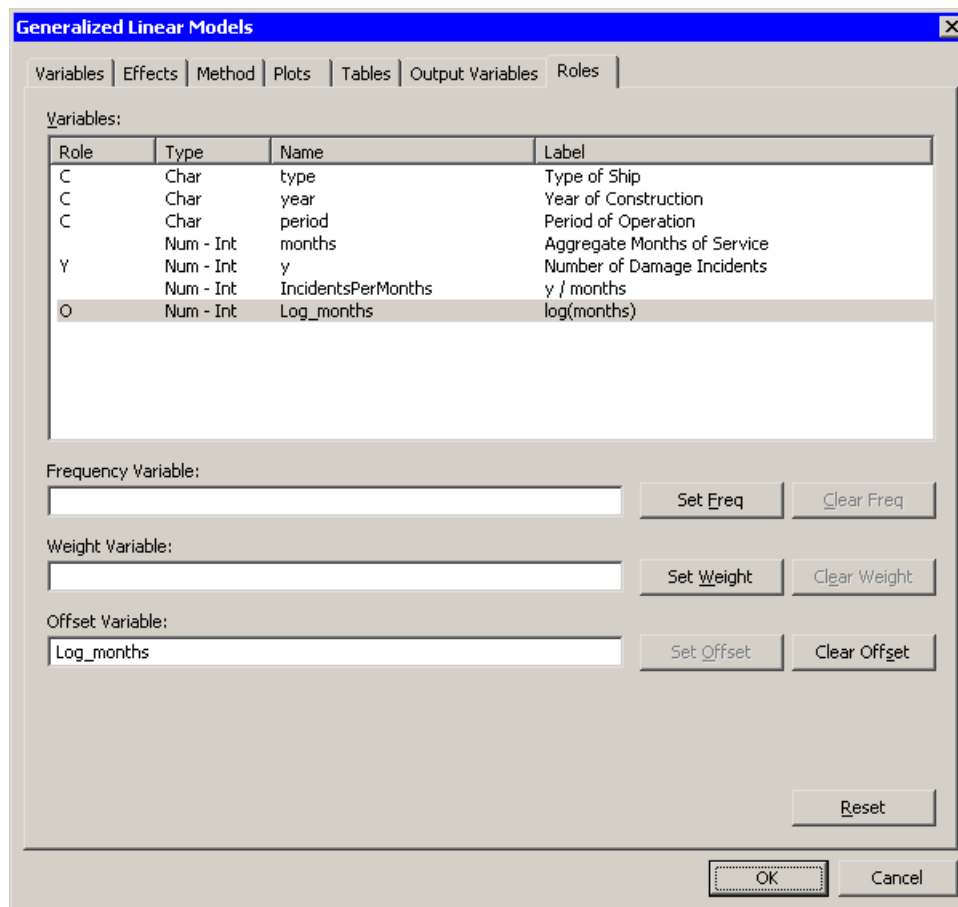 Generalized Linear Models
Variables Effects Method Plots Tables Output Variables Roles
Variables:
Role Type Name Label
C Char type Type of Ship
C Char year Year of Construction
C Char period Period of Operation
Num - Int months Aggregate Months of Service
Y Num - Int y Number of Damage Incidents
Num - Int IncidentsPerMonths y / months
O Num - Int Log_months log(months)
Frequency Variable:
Set Freq Clear Freq
Weight Variable:
Set Weight Clear Weight
Offset Variable:
Log_months Set Offset Clear Offset
Reset
OK Cancel